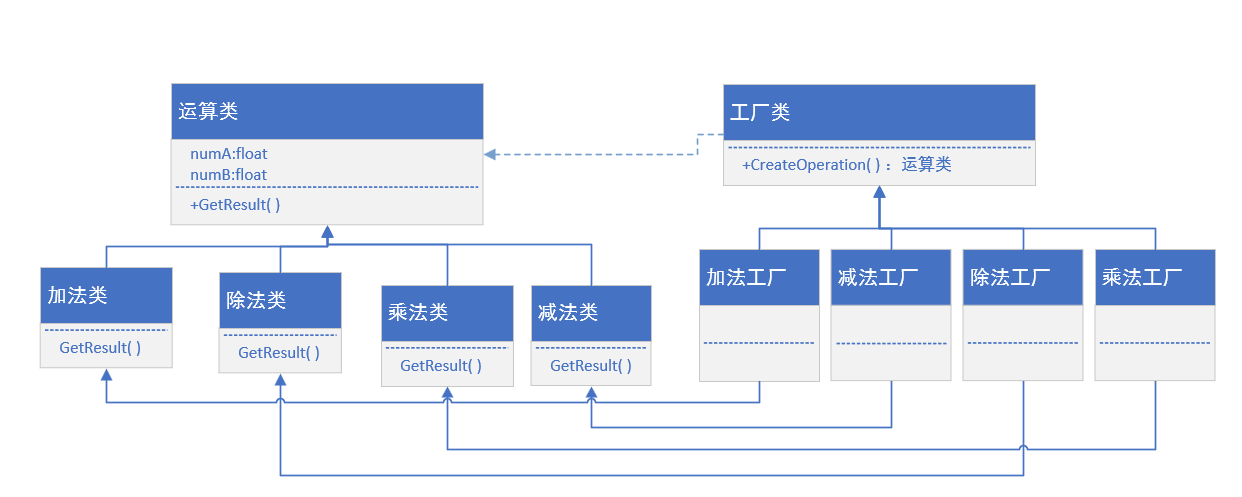 运算类
numA:float
numB:float
+GetResult( )
工厂类
+CreateOperation( ) ：运算类
加法类
GetResult( )
除法类
GetResult( )
乘法类
GetResult( )
减法类
GetResult( )
加法工厂
减法工厂
除法工厂
乘法工厂